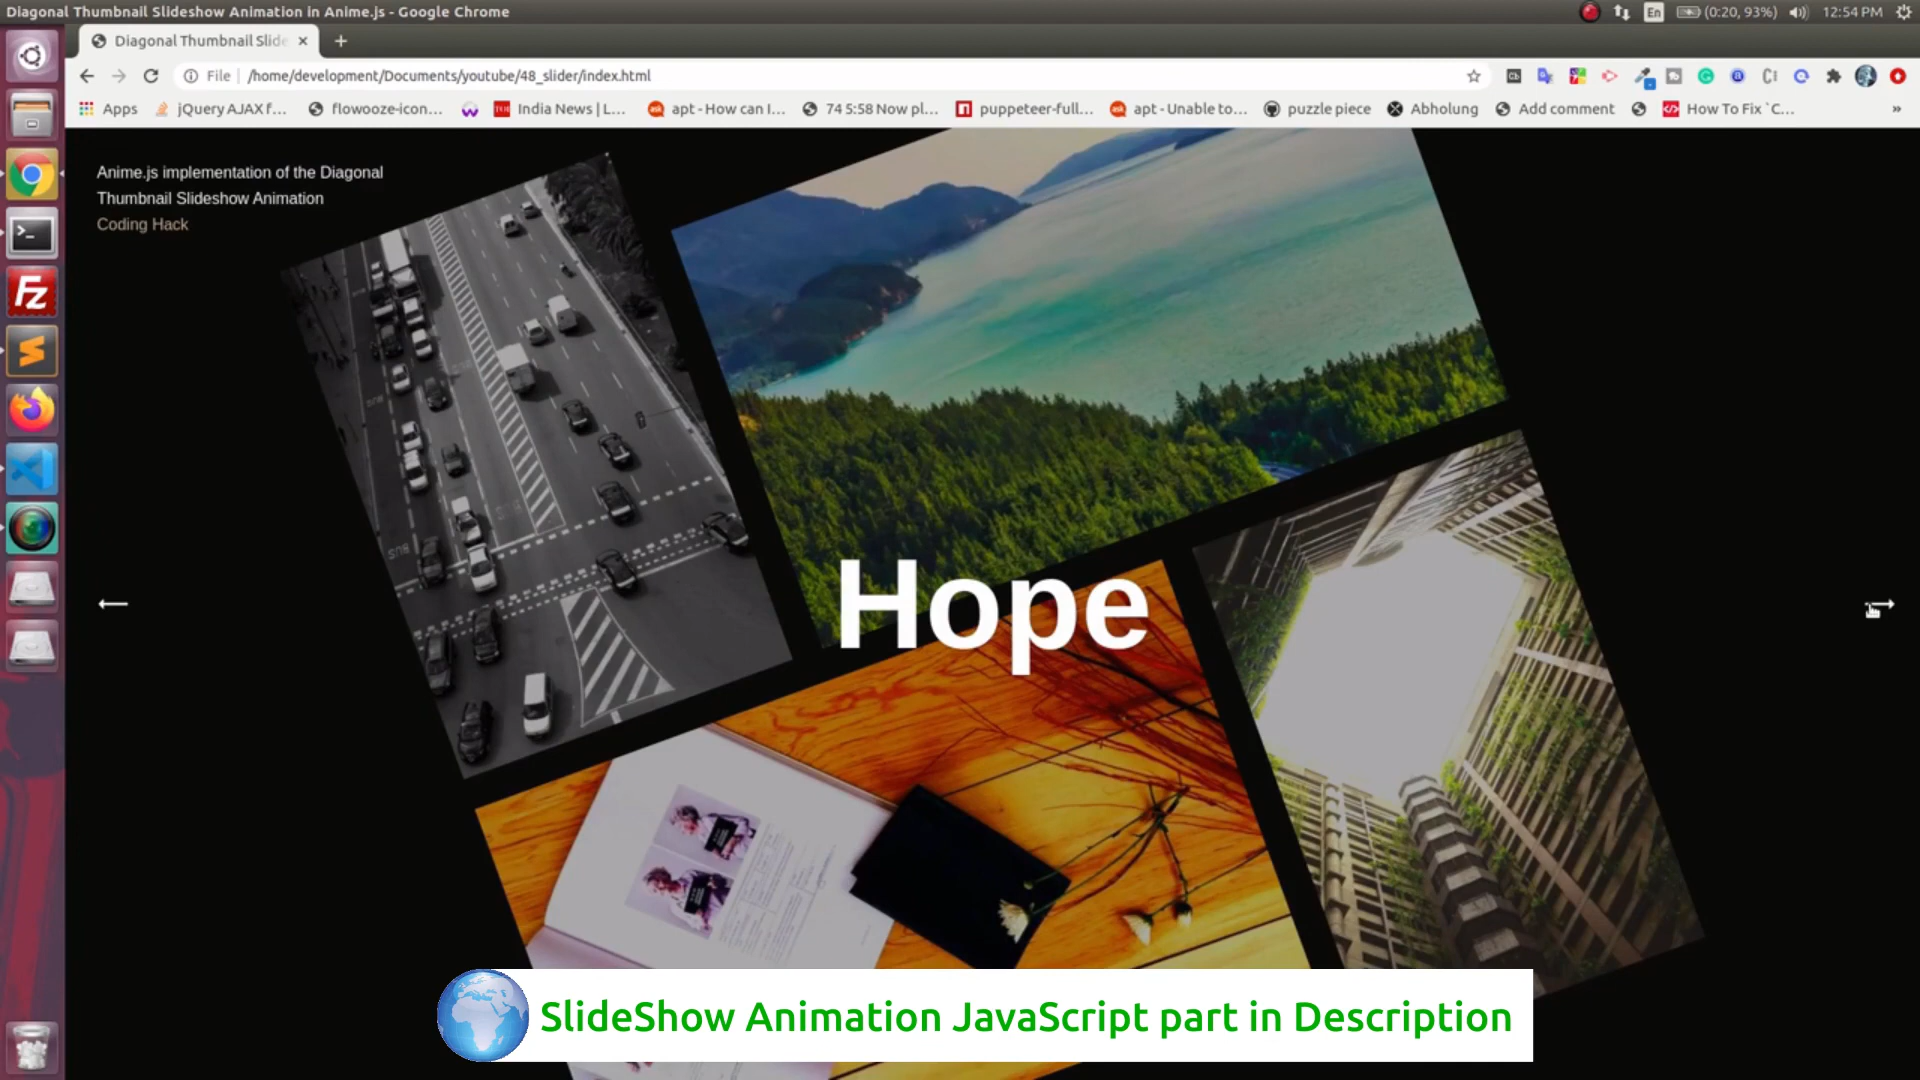 Diagonal Thumbnail Slideshow Animation in Anime.js - Google Chrome
En
(0:20, 93%)
12:54 PM
Diagonal Thumbnail Slide
File
/home/development/Documents/youtube/48_slider/index.html
Apps
jQuery AJAX f...
flowooze-icon...
India News | L...
apt - How can I...
74 5:58 Now pl...
puppeteer-full...
apt - Unable to...
puzzle piece
Abholung
Add comment
How To Fix `C...
»
Anime.js implementation of the Diagonal
Thumbnail Slideshow Animation
Coding Hack
Hope
SlideShow Animation JavaScript part in Description